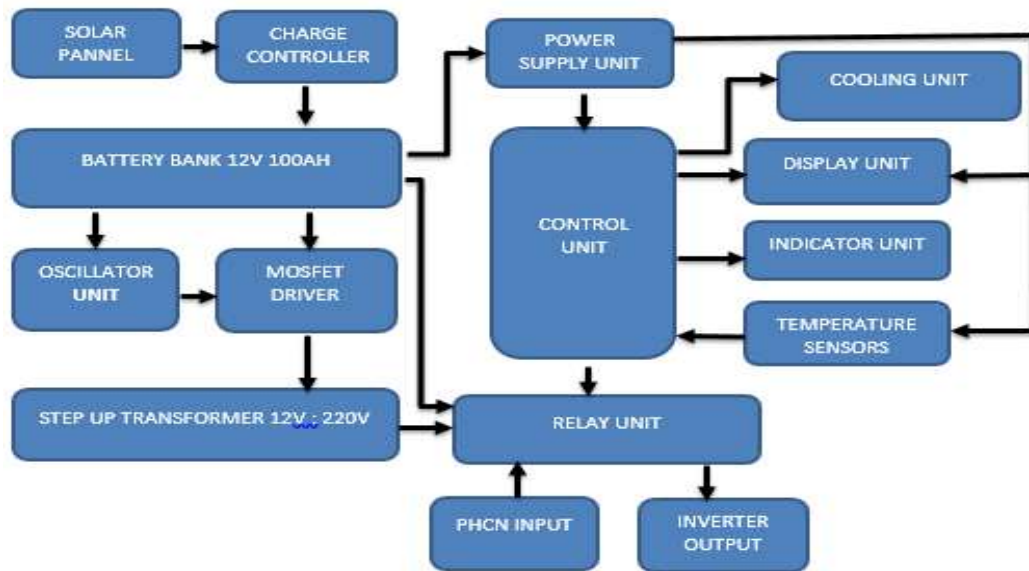 SOLAR
PANNEL
CHARGE
CONTROLLER
POWER
SUPPLY UNIT
COOLING UNIT
BATTERY BANK 12V 100AH
DISPLAY UNIT
CONTROL
UNIT
INDICATOR UNIT
OSCILLATOR
UNIT
MOSFET
DRIVER
TEMPERATURE
SENSORS
STEP UP TRANSFORMER 12V : 220V
RELAY UNIT
PHCN INPUT
INVERTER
OUTPUT